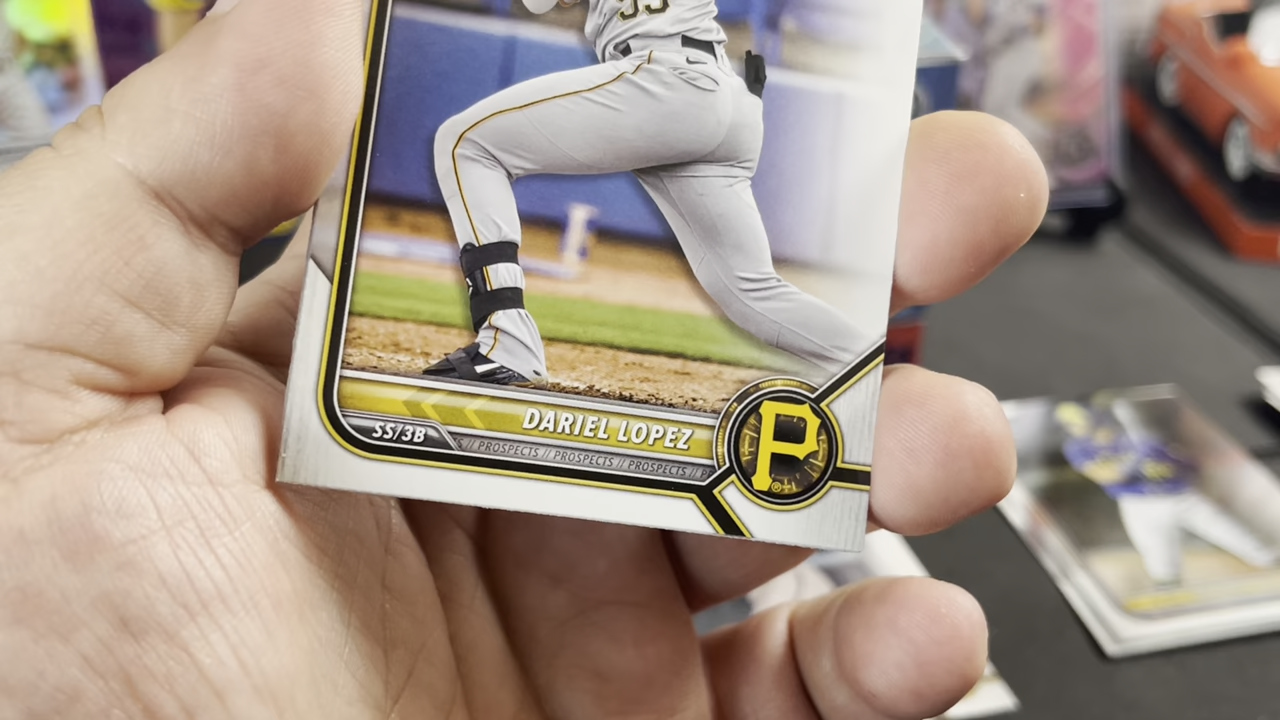 DARIEL LOPEZ
SS/3B
PROSPECTS // PROSPECTS // PROSPECTS //
P